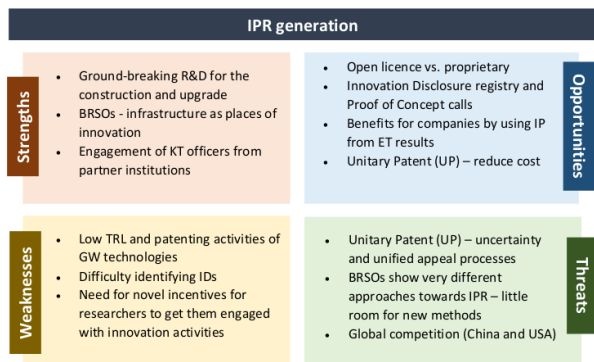 IPR generation
Strengths
• Ground-breaking R&D for the
construction and upgrade
• BRSOs - infrastructure as places of
innovation
• Engagement of KT officers from
partner institutions
• Open licence vs. proprietary
• Innovation Disclosure registry and
Proof of Concept calls
• Benefits for companies by using IP
from ET results
• Unitary Patent (UP) – reduce cost
Opportunities
Weaknesses
• Low TRL and patenting activities of
GW technologies
• Difficulty identifying IDs
• Need for novel incentives for
researchers to get them engaged
with innovation activities
• Unitary Patent (UP) – uncertainty
and unified appeal processes
• BRSOs show very different
approaches towards IPR – little
room for new methods
• Global competition (China and USA)
Threats